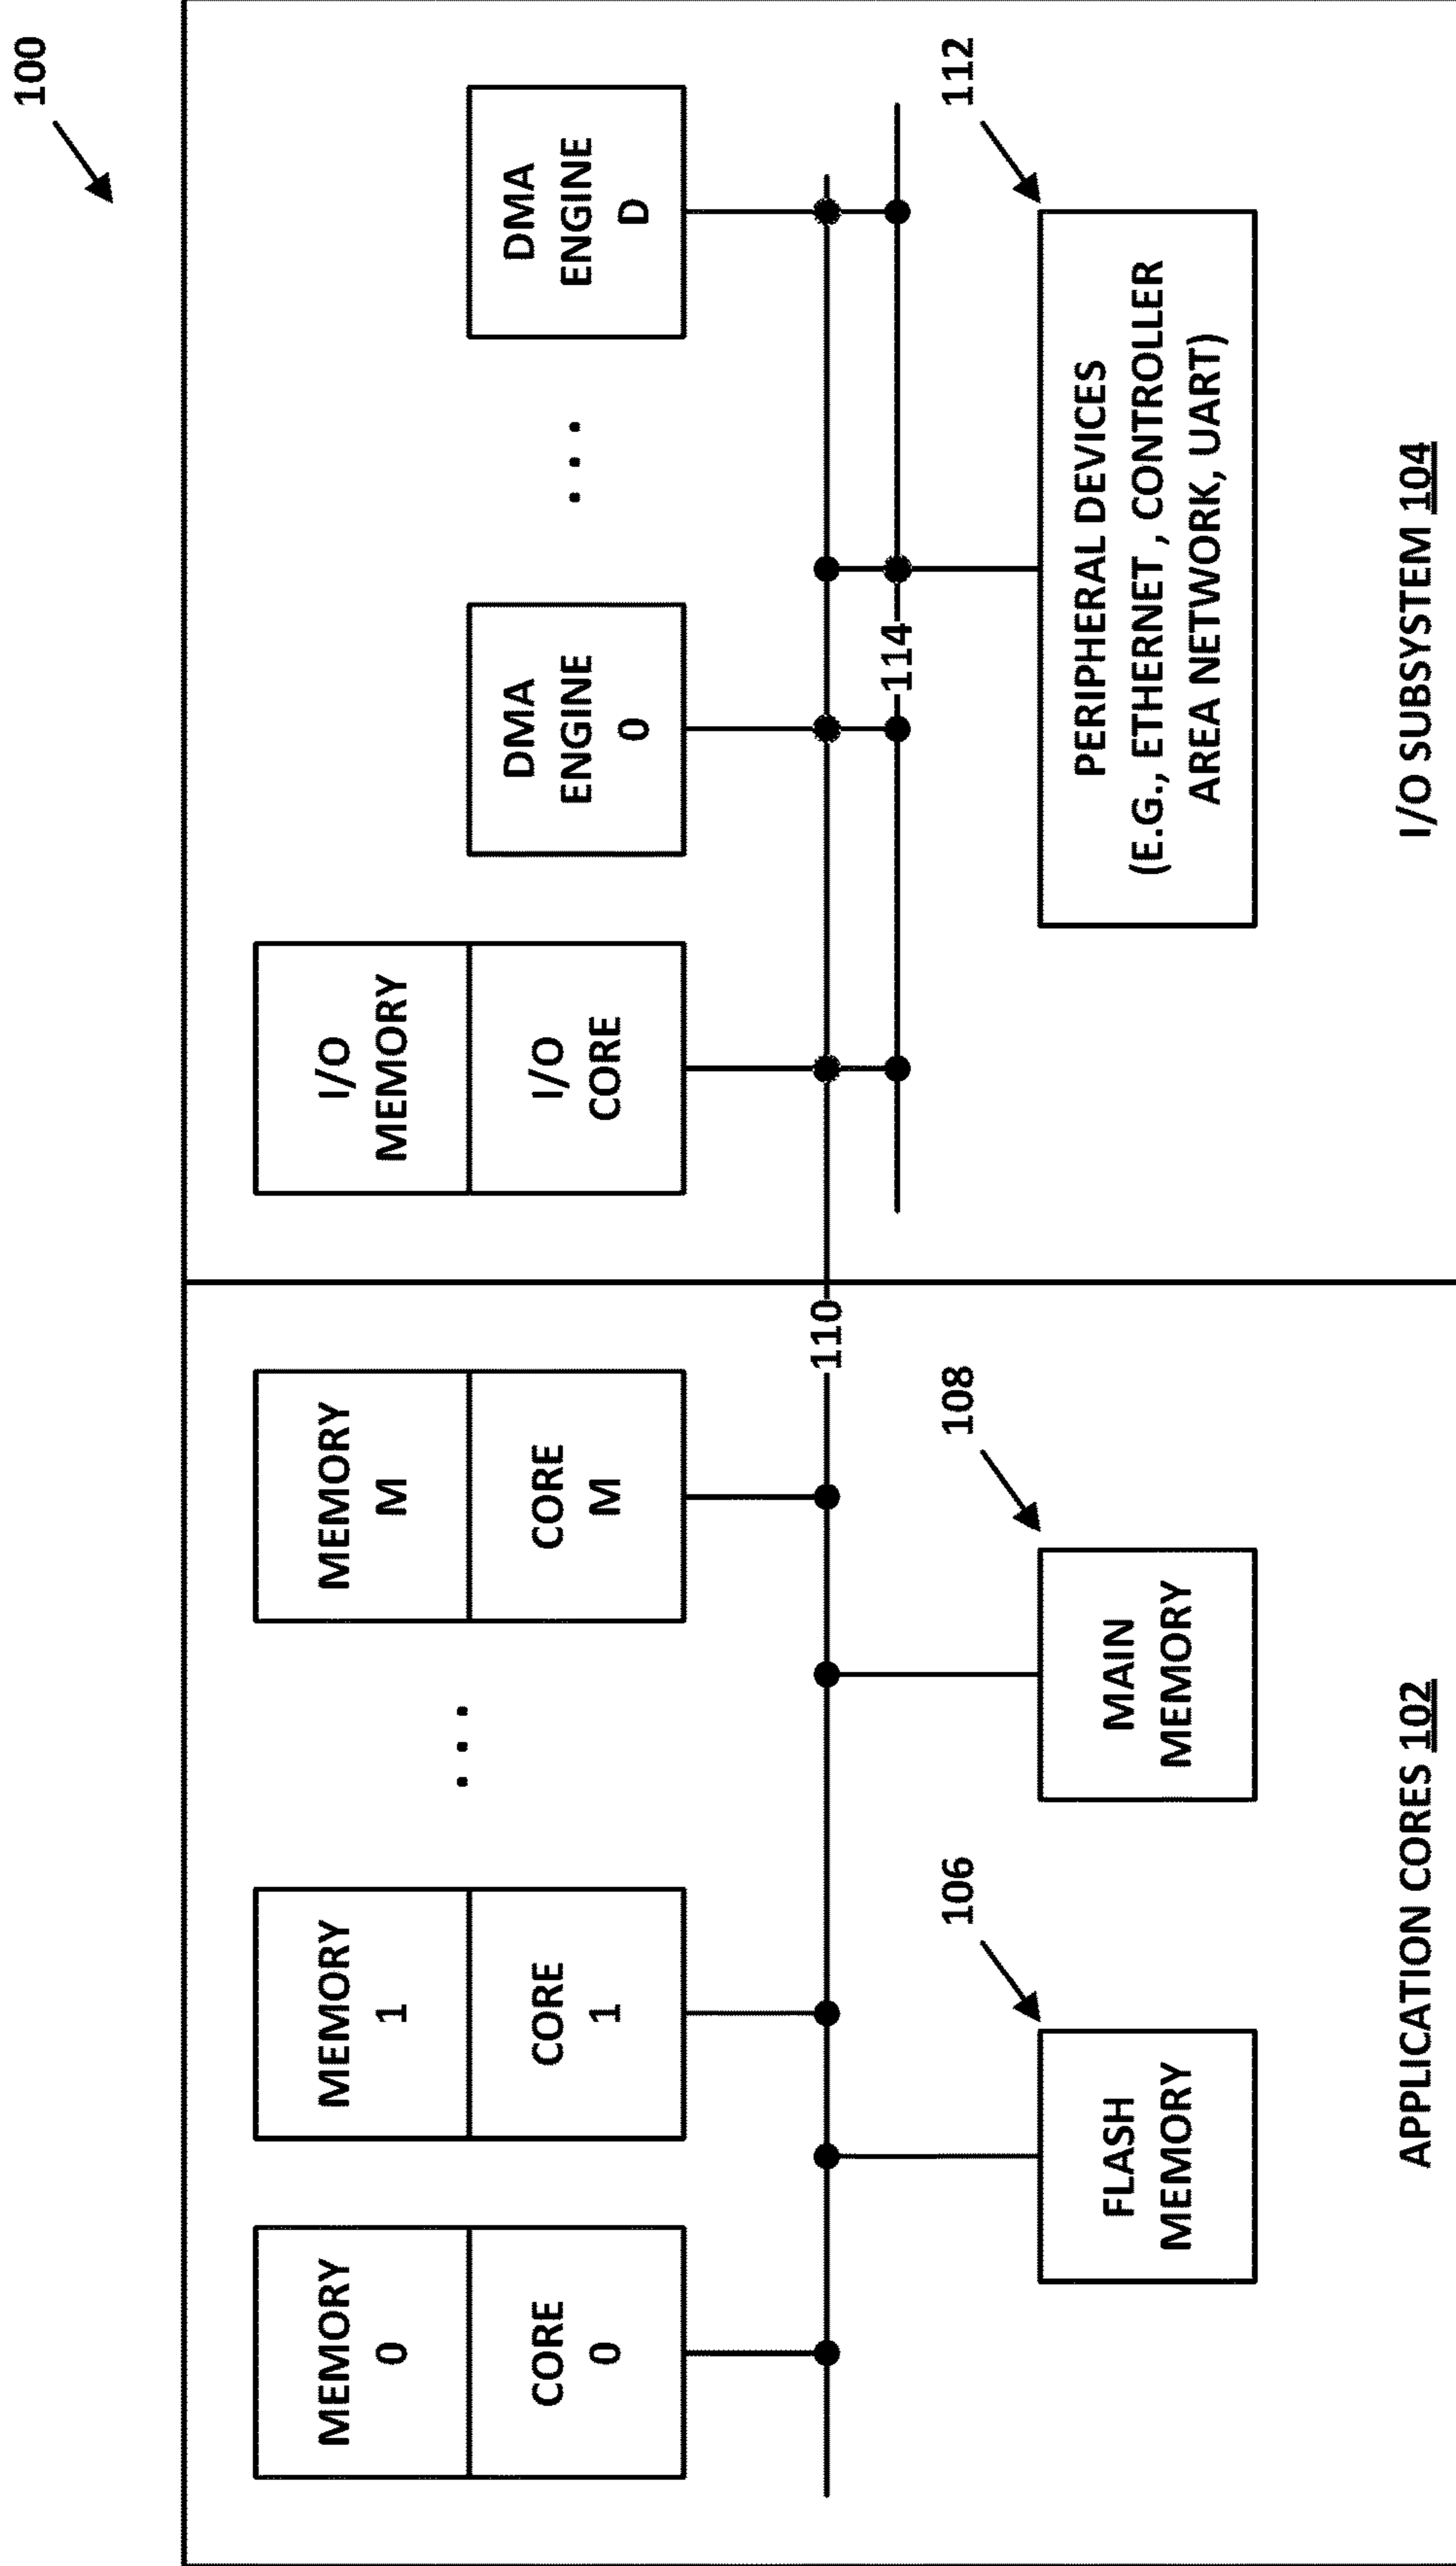 100
MEMORY
0
CORE
0
MEMORY
1
CORE
1
. . .
MEMORY
M
CORE
M
I/O
MEMORY
I/O
CORE
DMA
ENGINE
0
. . .
DMA
ENGINE
D
110
114
106
FLASH
MEMORY
108
MAIN
MEMORY
112
PERIPHERAL DEVICES
(E.G., ETHERNET , CONTROLLER
AREA NETWORK, UART)
APPLICATION CORES 102
I/O SUBSYSTEM 104